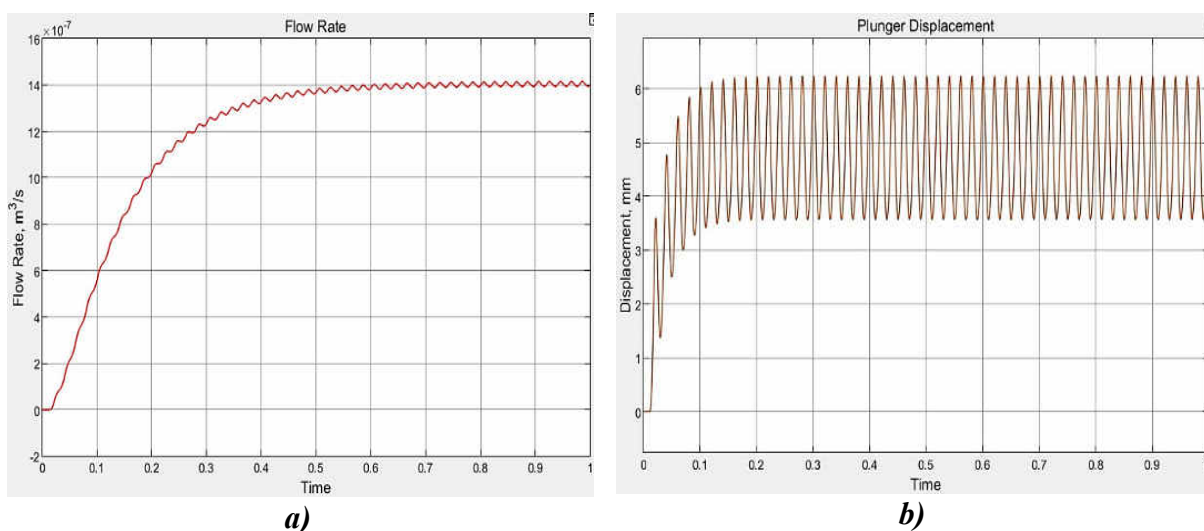 Flow Rate
×10⁻⁷
16
14
12
10
8
6
4
2
0
-2
Flow Rate, m³/s
0 0.1 0.2 0.3 0.4 0.5 0.6 0.7 0.8 0.9 1
Time
a)
Plunger Displacement
6
5
4
3
2
1
0
Displacement, mm
0 0.1 0.2 0.3 0.4 0.5 0.6 0.7 0.8 0.9
Time
b)